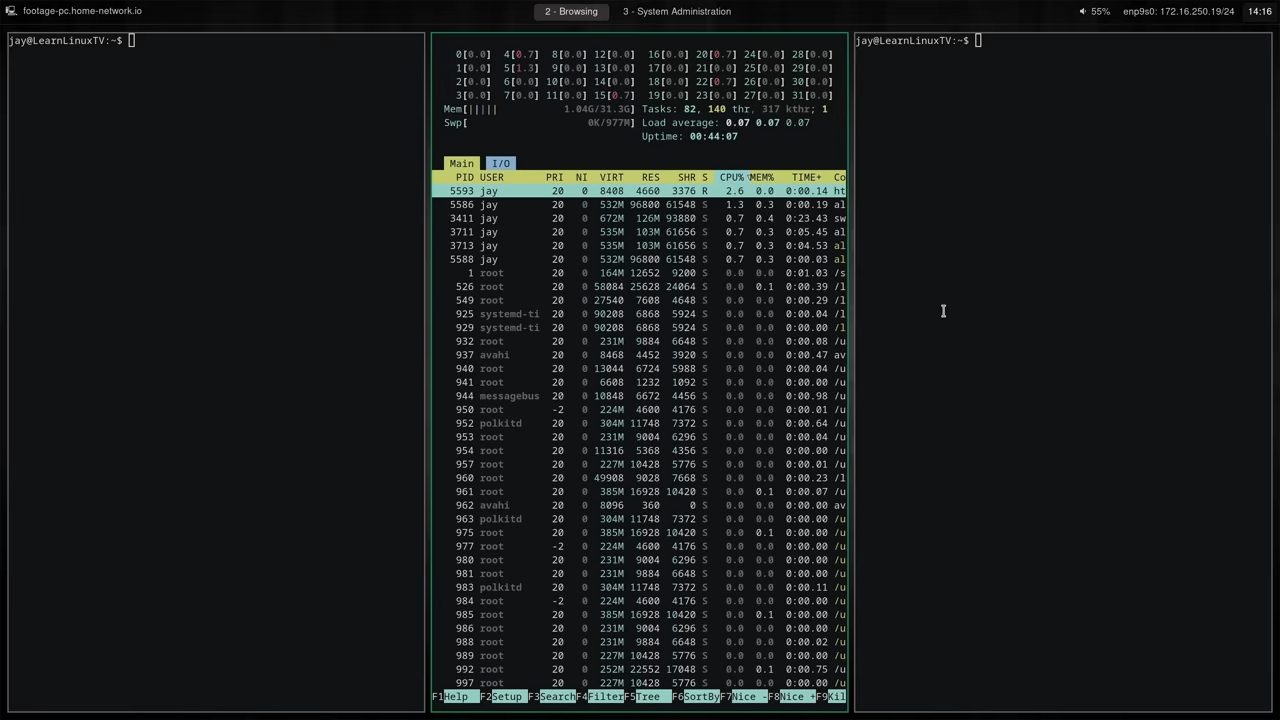 footage-pc.home-network.io 2 - Browsing 3 - System Administration 55% enp9s0: 172.16.250.19/24 14:16
jay@LearnLinuxTV:~$
0[0.0] 4[0.7] 8[0.0] 12[0.0] 16[0.0] 20[0.7] 24[0.0] 28[0.0]
1[0.0] 5[1.3] 9[0.0] 13[0.0] 17[0.0] 21[0.0] 25[0.0] 29[0.0]
2[0.0] 6[0.0] 10[0.0] 14[0.0] 18[0.0] 22[0.7] 26[0.0] 30[0.0]
3[0.0] 7[0.0] 11[0.0] 15[0.7] 19[0.0] 23[0.0] 27[0.0] 31[0.0]
Mem[||||| 1.04G/31.3G] Tasks: 82, 140 thr, 317 kthr; 1
Swp[ 0K/977M] Load average: 0.07 0.07 0.07
Uptime: 00:44:07
Main I/O
PID USER PRI NI VIRT RES SHR S CPU% MEM% TIME+ Co
5593 jay 20 0 8408 4660 3376 R 2.6 0.0 0:00.14 ht
5586 jay 20 0 532M 96800 61548 S 1.3 0.3 0:00.19 al
3411 jay 20 0 672M 126M 93880 S 0.7 0.4 0:23.43 sw
3711 jay 20 0 535M 103M 61656 S 0.7 0.3 0:05.45 al
3713 jay 20 0 535M 103M 61656 S 0.7 0.3 0:04.53 al
5588 jay 20 0 532M 96800 61548 S 0.7 0.3 0:00.03 al
1 root 20 0 164M 12652 9200 S 0.0 0.0 0:01.03 /s
526 root 20 0 58084 25628 24064 S 0.0 0.1 0:00.39 /l
549 root 20 0 27540 7608 4648 S 0.0 0.0 0:00.29 /l
925 systemd-ti 20 0 90208 6868 5924 S 0.0 0.0 0:00.04 /l
929 systemd-ti 20 0 90208 6868 5924 S 0.0 0.0 0:00.00 /l
932 root 20 0 231M 9884 6648 S 0.0 0.0 0:00.08 /u
937 avahi 20 0 8468 4452 3920 S 0.0 0.0 0:00.47 av
940 root 20 0 13044 6724 5988 S 0.0 0.0 0:00.04 /u
941 root 20 0 6608 1232 1092 S 0.0 0.0 0:00.00 /u
944 messagebus 20 0 10848 6672 4456 S 0.0 0.0 0:00.98 /u
950 root -2 0 224M 4600 4176 S 0.0 0.0 0:00.01 /u
952 polkitd 20 0 304M 11748 7372 S 0.0 0.0 0:00.64 /u
953 root 20 0 231M 9004 6296 S 0.0 0.0 0:00.04 /u
954 root 20 0 11316 5368 4356 S 0.0 0.0 0:00.00 /u
957 root 20 0 227M 10428 5776 S 0.0 0.0 0:00.01 /u
960 root 20 0 49908 9028 7668 S 0.0 0.0 0:00.23 /l
961 root 20 0 385M 16928 10420 S 0.0 0.1 0:00.07 /u
962 avahi 20 0 8096 360 0 S 0.0 0.0 0:00.00 av
963 polkitd 20 0 304M 11748 7372 S 0.0 0.0 0:00.00 /u
975 root 20 0 385M 16928 10420 S 0.0 0.1 0:00.00 /u
977 root -2 0 224M 4600 4176 S 0.0 0.0 0:00.00 /u
980 root 20 0 231M 9004 6296 S 0.0 0.0 0:00.00 /u
981 root 20 0 231M 9884 6648 S 0.0 0.0 0:00.00 /u
983 polkitd 20 0 304M 11748 7372 S 0.0 0.0 0:00.11 /u
984 root -2 0 224M 4600 4176 S 0.0 0.0 0:00.00 /u
985 root 20 0 385M 16928 10420 S 0.0 0.1 0:00.00 /u
986 root 20 0 231M 9004 6296 S 0.0 0.0 0:00.00 /u
988 root 20 0 231M 9884 6648 S 0.0 0.0 0:00.02 /u
989 root 20 0 227M 10428 5776 S 0.0 0.0 0:00.00 /u
992 root 20 0 252M 22552 17048 S 0.0 0.1 0:00.75 /u
997 root 20 0 227M 10428 5776 S 0.0 0.0 0:00.00 /u
F1Help F2Setup F3SearchF4FilterF5Tree F6SortByF7Nice -F8Nice +F9Kil
jay@LearnLinuxTV:~$